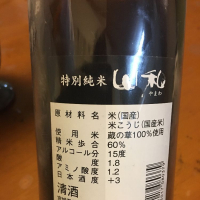 特別純米 山和
やまわ
原材料名 米(国産)
米こうじ(国産米)
使用米 蔵の華100%使用
精米歩合 60%
アルコール分 15度
酸度 1.8
アミノ酸度 1.2
日本酒度 +3
清酒